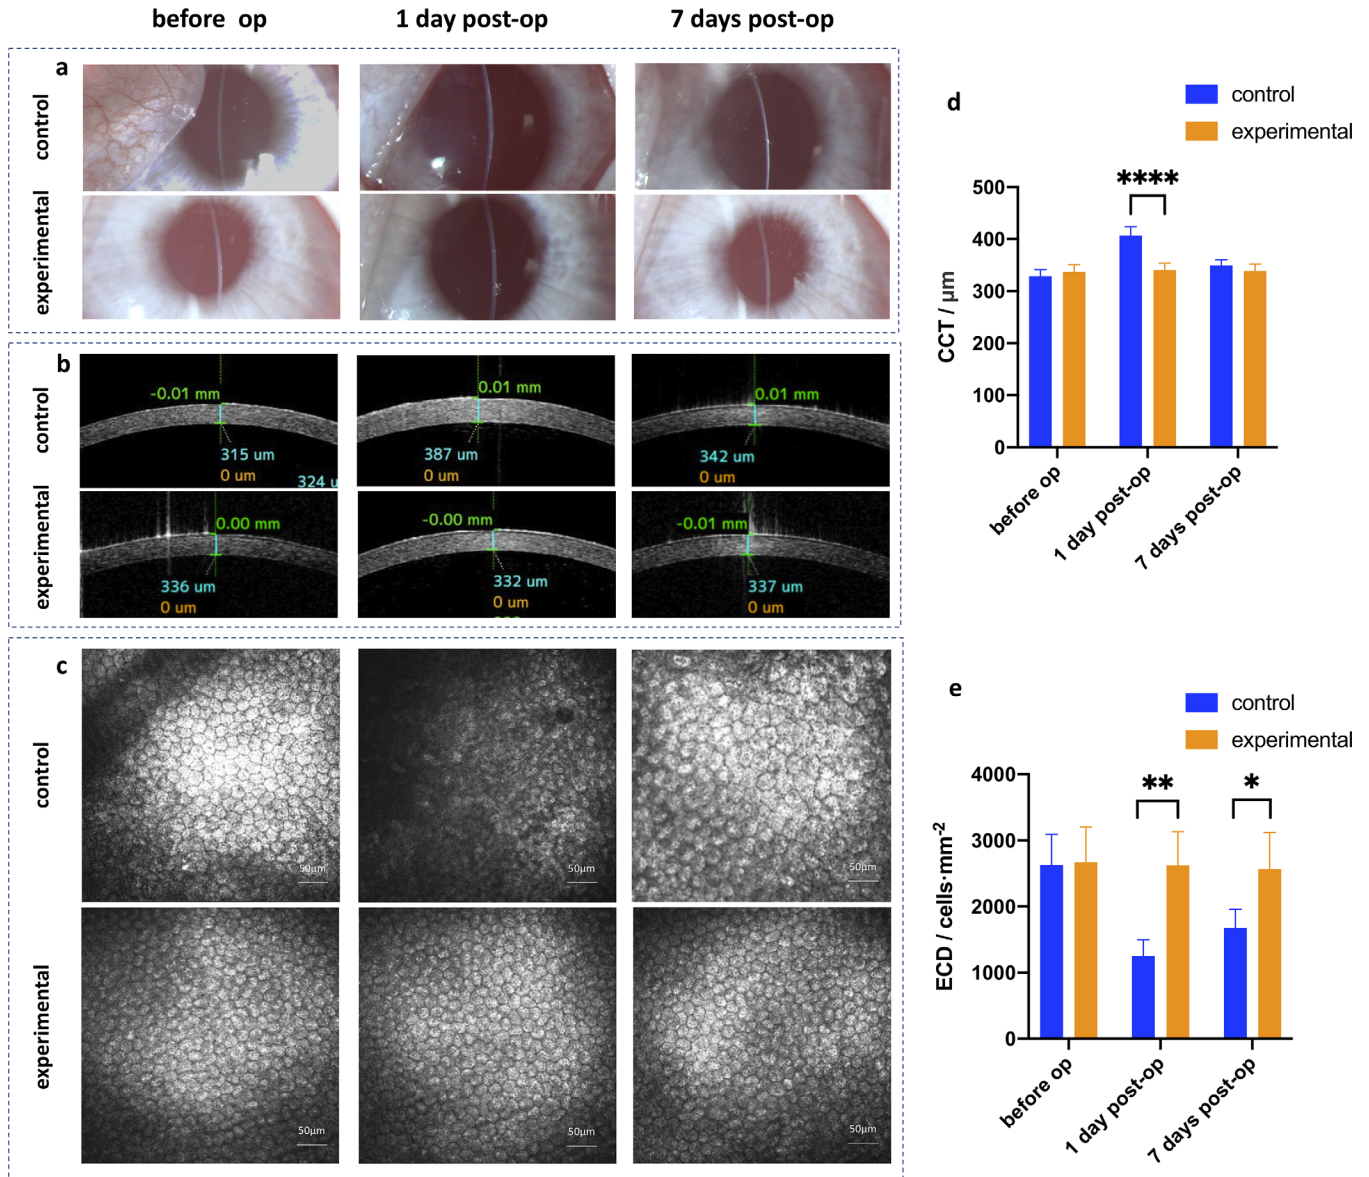 before op 1 day post-op 7 days post-op
a
control
experimental
b
control
-0.01 mm
315 um
0 um
324 u
0.01 mm
387 um
0 um
0.01 mm
342 um
0 um
experimental
0.00 mm
336 um
0 um
-0.00 mm
332 um
0 um
-0.01 mm
337 um
0 um
c
control
50μm
50μm
50μm
experimental
50μm
50μm
50μm
d
control
experimental
CCT / μm
500
400
300
200
100
0
****
before op
1 day post-op
7 days post-op
e
control
experimental
ECD / cells·mm-2
4000
3000
2000
1000
0
**
*
before op
1 day post-op
7 days post-op